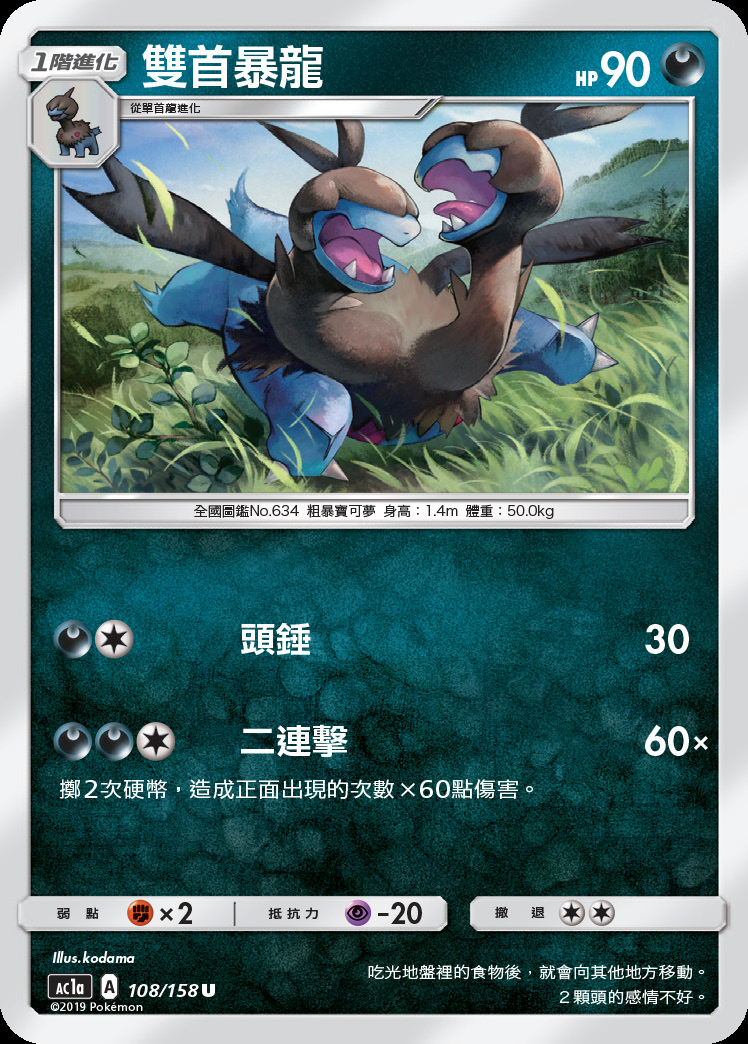 1階進化
雙首暴龍
HP90
從單首龍進化
全國圖鑑No.634 粗暴寶可夢 身高：1.4m 體重：50.0kg
頭錘 30
二連擊 60×
擲2次硬幣，造成正面出現的次數×60點傷害。
弱點 ×2 抵抗力 -20 撤退
Illus.kodama
吃光地盤裡的食物後，就會向其他地方移動。
2顆頭的感情不好。
AC1a A 108/158 U
©2019 Pokémon